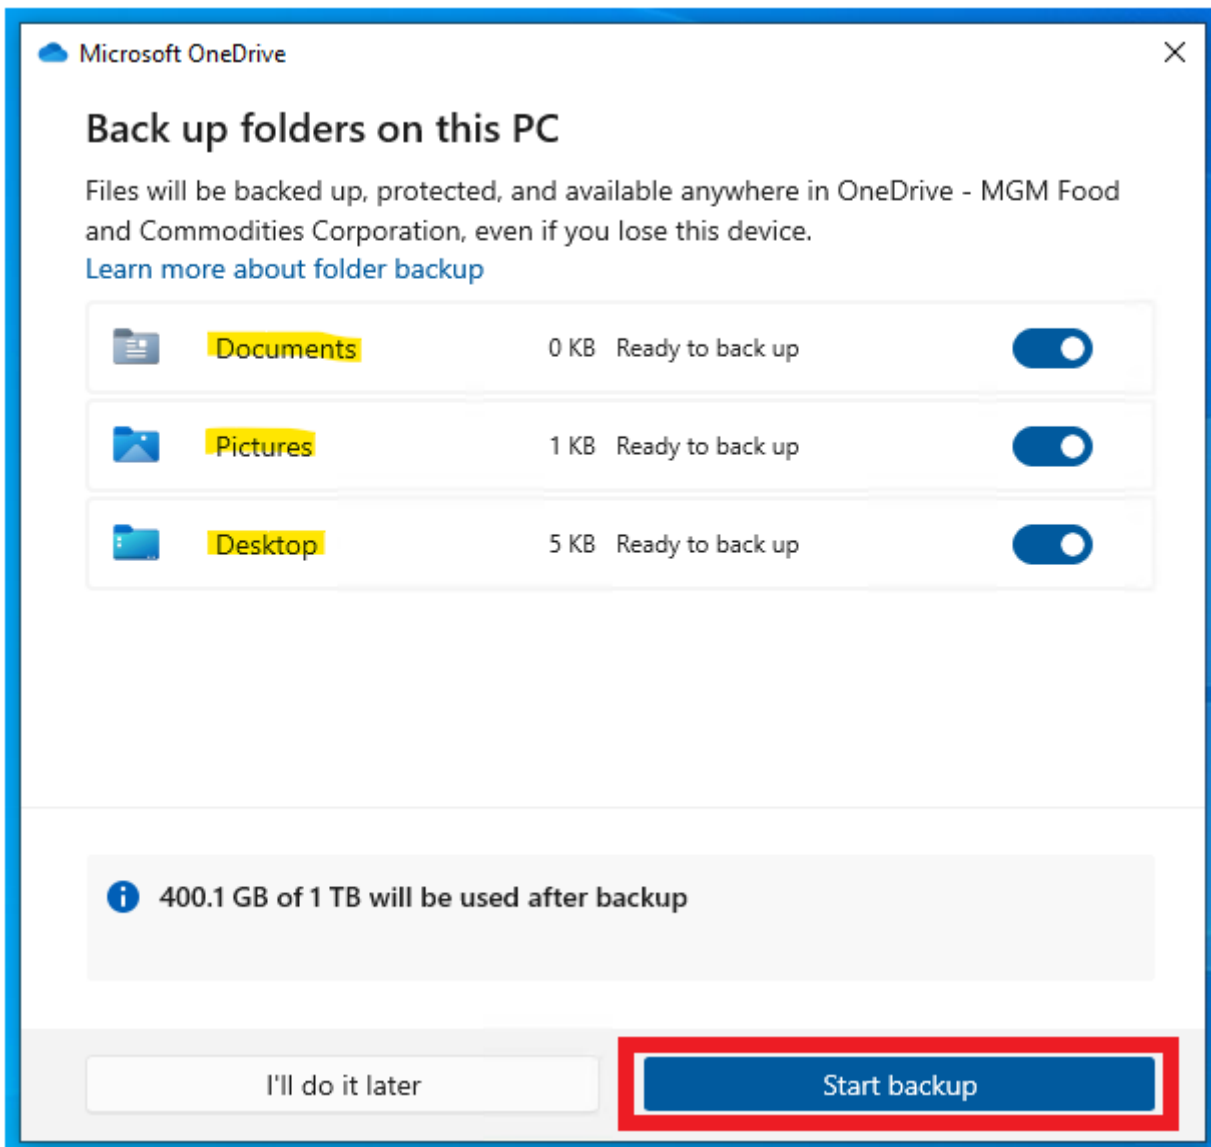 Microsoft OneDrive
Back up folders on this PC
Files will be backed up, protected, and available anywhere in OneDrive - MGM Food
and Commodities Corporation, even if you lose this device.
Learn more about folder backup
Documents 0 KB Ready to back up
Pictures 1 KB Ready to back up
Desktop 5 KB Ready to back up
400.1 GB of 1 TB will be used after backup
I'll do it later Start backup